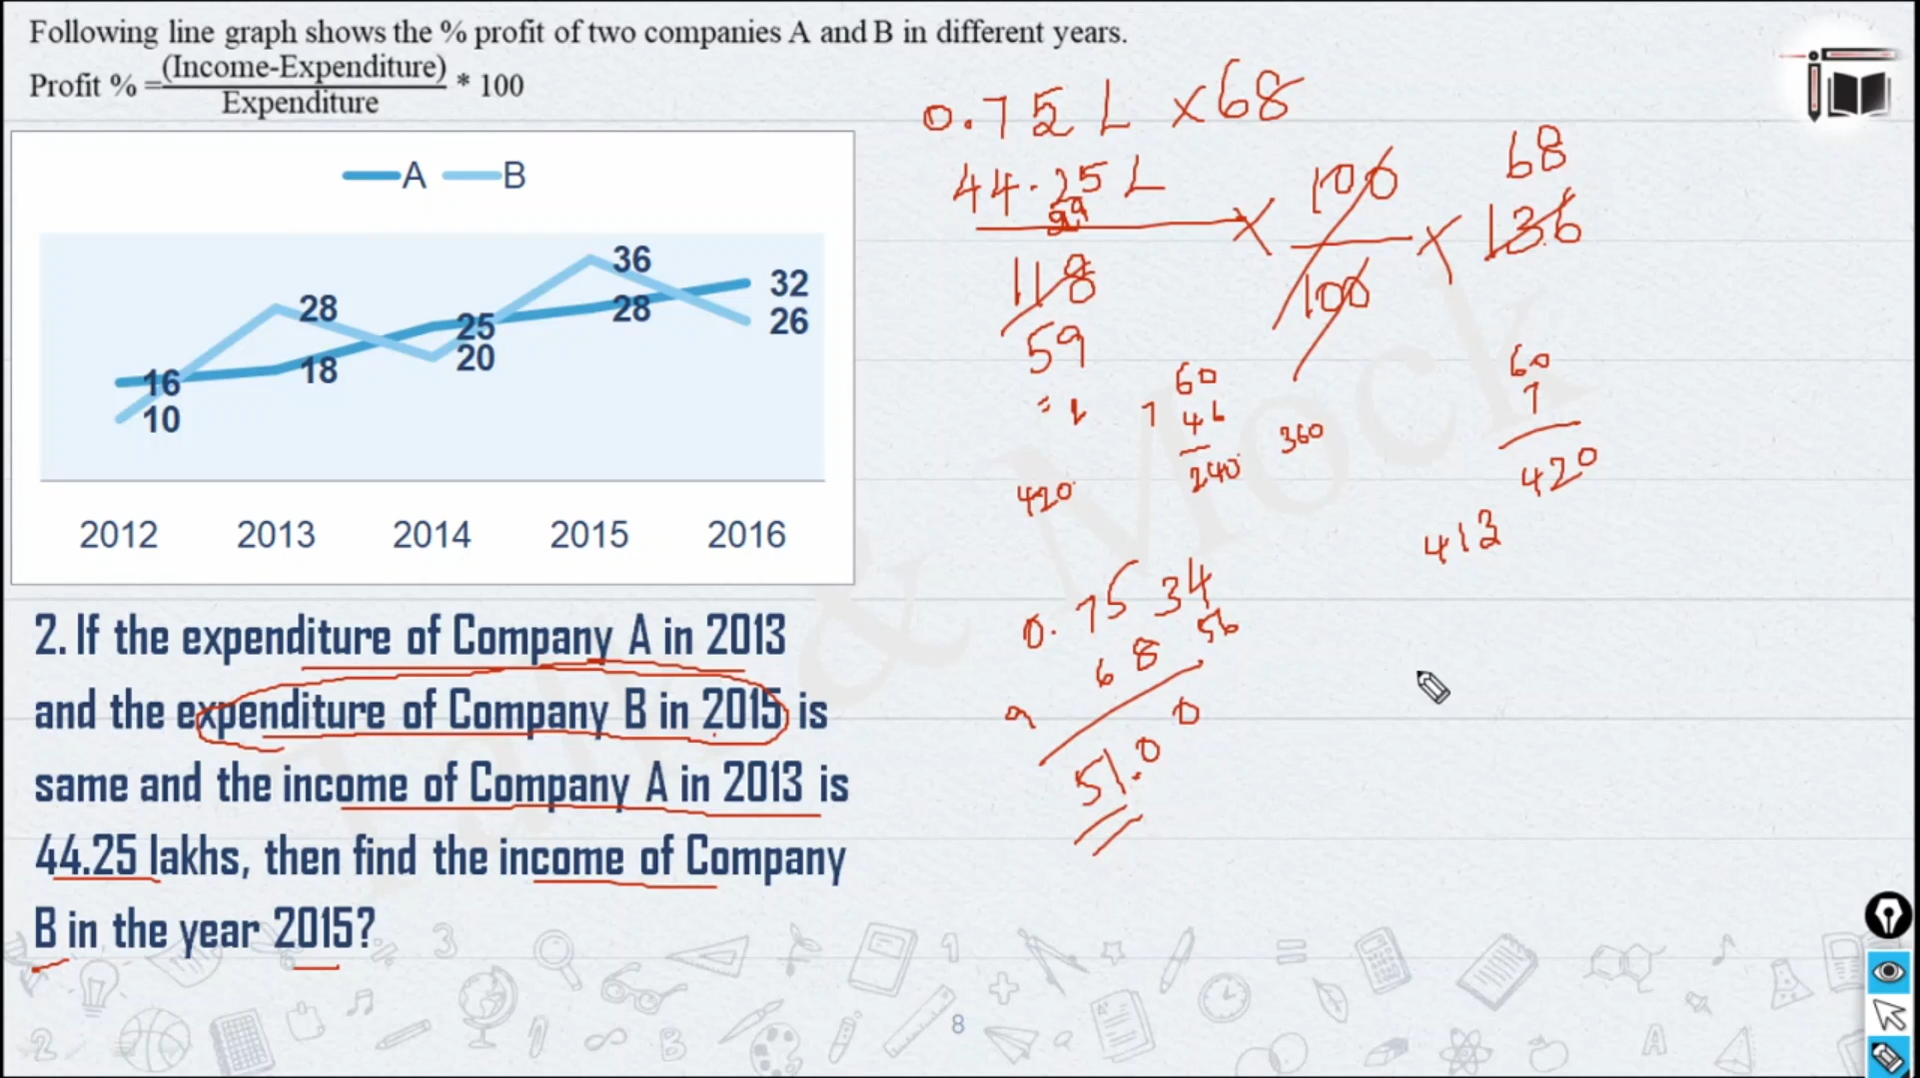 Following line graph shows the % profit of two companies A and B in different years.
Profit % = (Income-Expenditure) / Expenditure * 100
A B
36
28
32
28
25
26
16
18
20
10
2012 2013 2014 2015 2016
2. If the expenditure of Company A in 2013
and the expenditure of Company B in 2015 is
same and the income of Company A in 2013 is
44.25 lakhs, then find the income of Company
B in the year 2015?
0.75 L ×68
68
44.25 L × 100 × 136
118 100
59
60
60
7
46
360
240
420
420
413
0.75 34
68 56
0
51.0
8